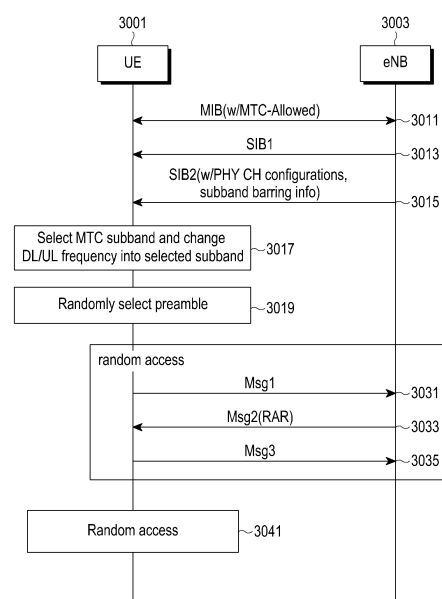 3001
3003
UE
eNB
MIB(w/MTC-Allowed)
3011
SIB1
3013
SIB2(w/PHY CH configurations,
subband barring info)
3015
Select MTC subband and change
DL/UL frequency into selected subband
3017
Randomly select preamble
3019
random access
Msg1
3031
Msg2(RAR)
3033
Msg3
3035
Random access
3041